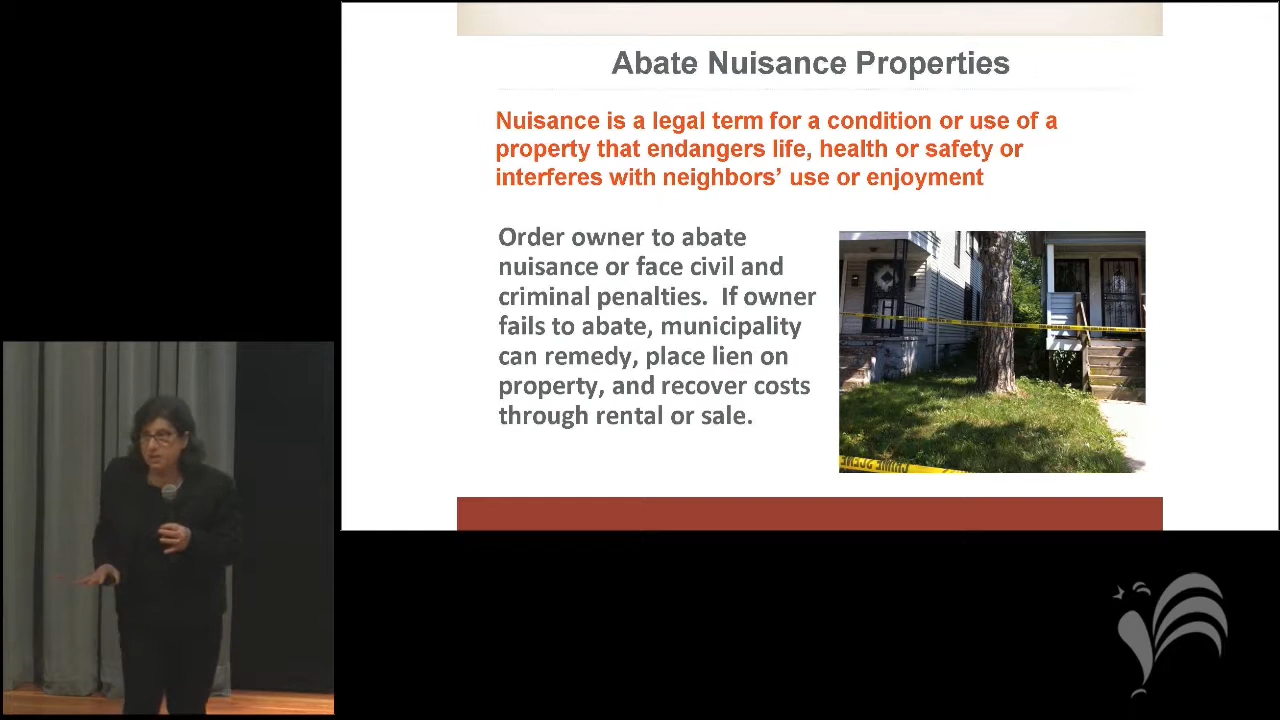 Abate Nuisance Properties
Nuisance is a legal term for a condition or use of a
property that endangers life, health or safety or
interferes with neighbors’ use or enjoyment
Order owner to abate
nuisance or face civil and
criminal penalties.  If owner
fails to abate, municipality
can remedy, place lien on
property, and recover costs
through rental or sale.
CRIME SCENE